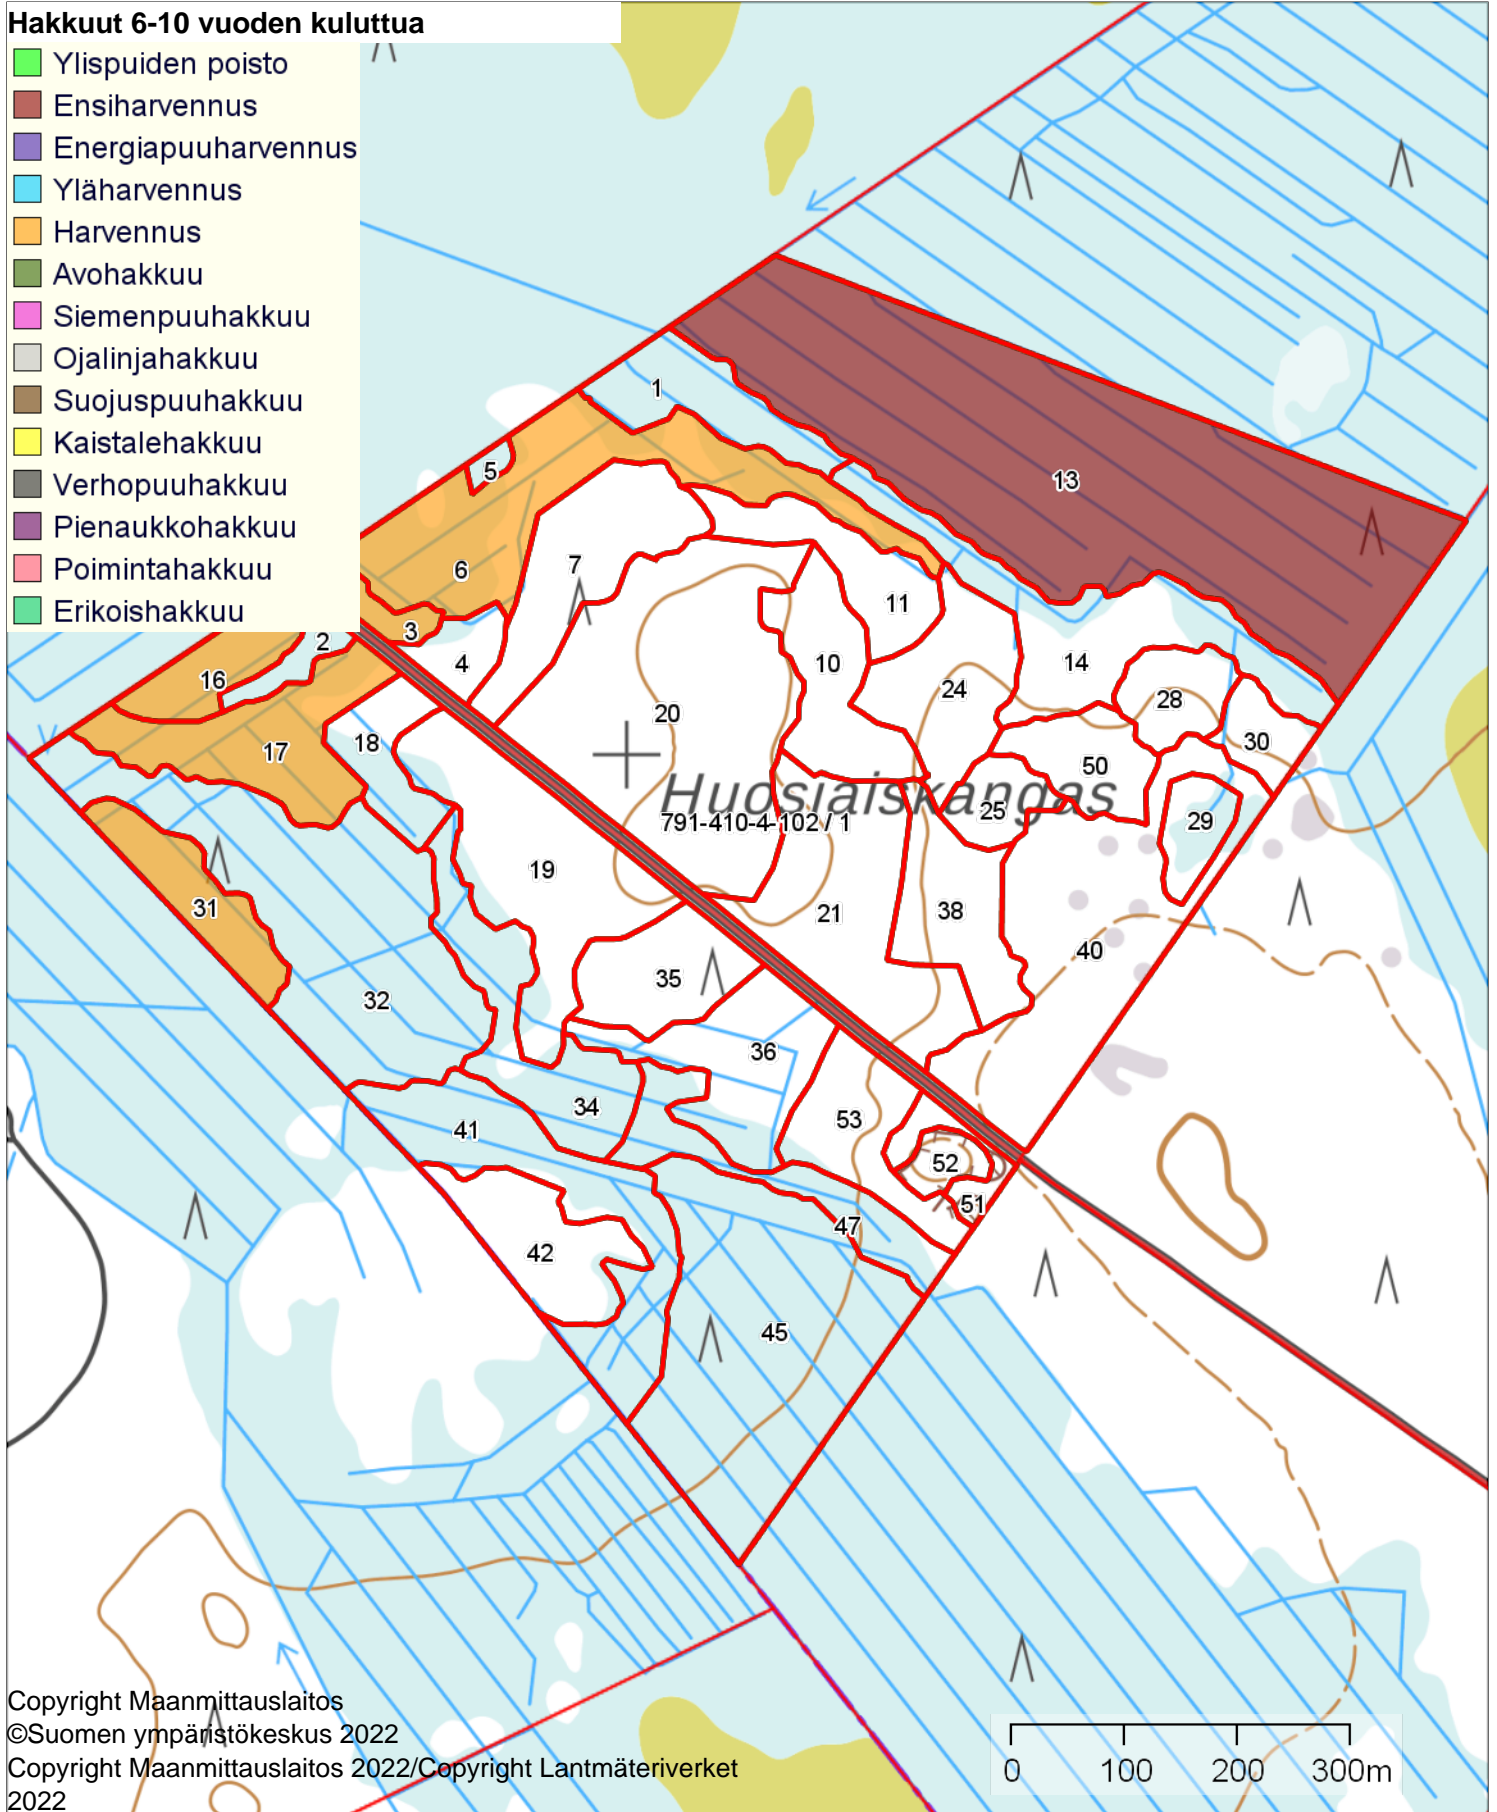 Hakkuut 6-10 vuoden kuluttua
Ylispuiden poisto
Ensiharvennus
Energiapuuharvennus
Yläharvennus
Harvennus
Avohakkuu
Siemenpuuhakkuu
Ojalinjahakkuu
Suojuspuuhakkuu
Kaistalehakkuu
Verhopuuhakkuu
Pienaukkohakkuu
Poimintahakkuu
Erikoishakkuu
1
5
13
6
7
11
3
2
4
10
14
16
24
28
20
30
17
18
50
Huosiaiskangas
25
29
791-410-4-102 / 1
19
31
21
38
40
35
32
36
34
53
41
52
51
47
42
45
Copyright Maanmittauslaitos
©Suomen ympäristökeskus 2022
Copyright Maanmittauslaitos 2022/Copyright Lantmäteriverket
2022
0 100 200 300m